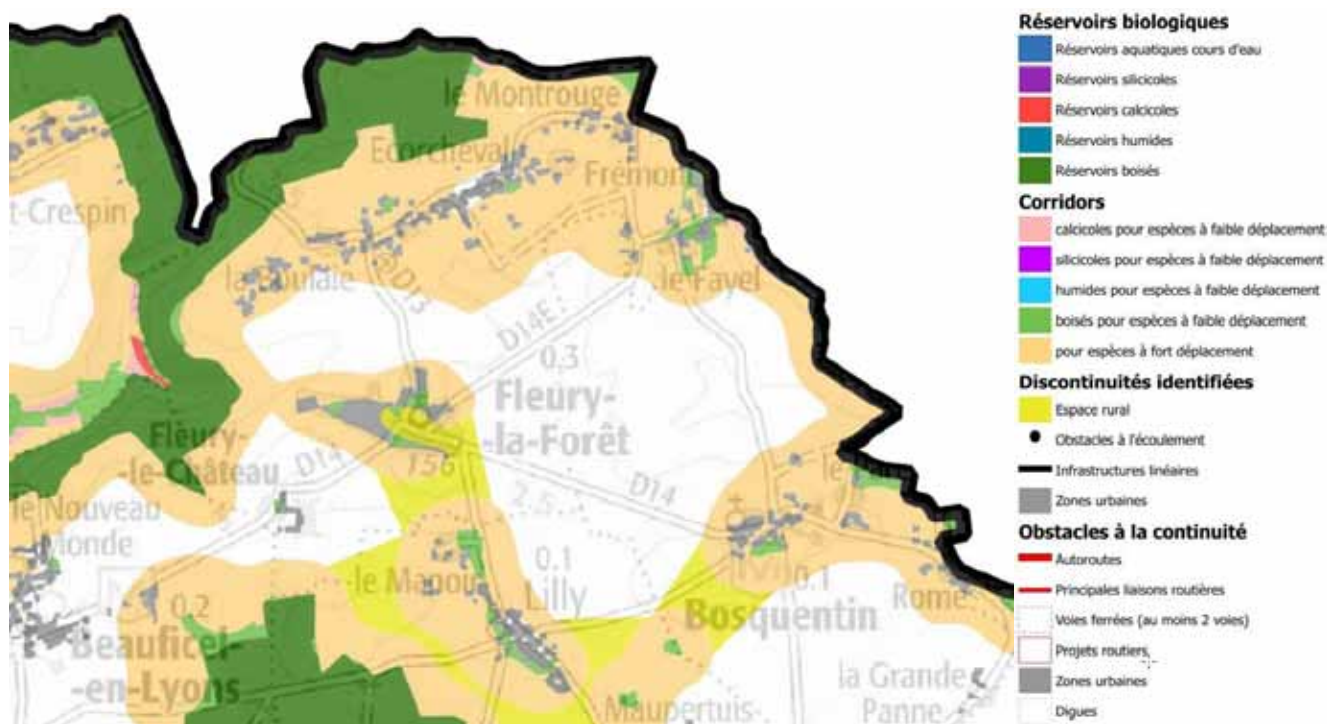 le Montrouge
Ecorcheval
Frémont
t-Crespin
la Boulaie
D13
le Fayel
D14E
0.3
Fleury-
-la-Forêt
Fleury-
-le-Château
D14
156
le Nouveau
Monde
2.5
D14
le Manoir
0.1
Lilly
0.2
Beauficel-
-en-Lyons
Bosquentin
0.1
Rome
la Grande
Panne
Maupertuis-
Réservoirs biologiques
Réservoirs aquatiques cours d'eau
Réservoirs silicicoles
Réservoirs calcicoles
Réservoirs humides
Réservoirs boisés
Corridors
calcicoles pour espèces à faible déplacement
silicicoles pour espèces à faible déplacement
humides pour espèces à faible déplacement
boisés pour espèces à faible déplacement
pour espèces à fort déplacement
Discontinuités identifiées
Espace rural
Obstacles à l'écoulement
Infrastructures linéaires
Zones urbaines
Obstacles à la continuité
Autoroutes
Principales liaisons routières
Voies ferrées (au moins 2 voies)
Projets routiers
Zones urbaines
Digues